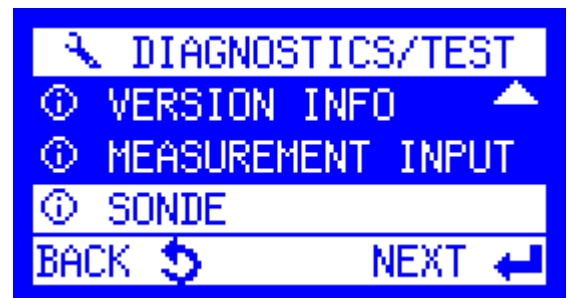 DIAGNOSTICS/TEST
VERSION INFO
MEASUREMENT INPUT
SONDE
BACK NEXT